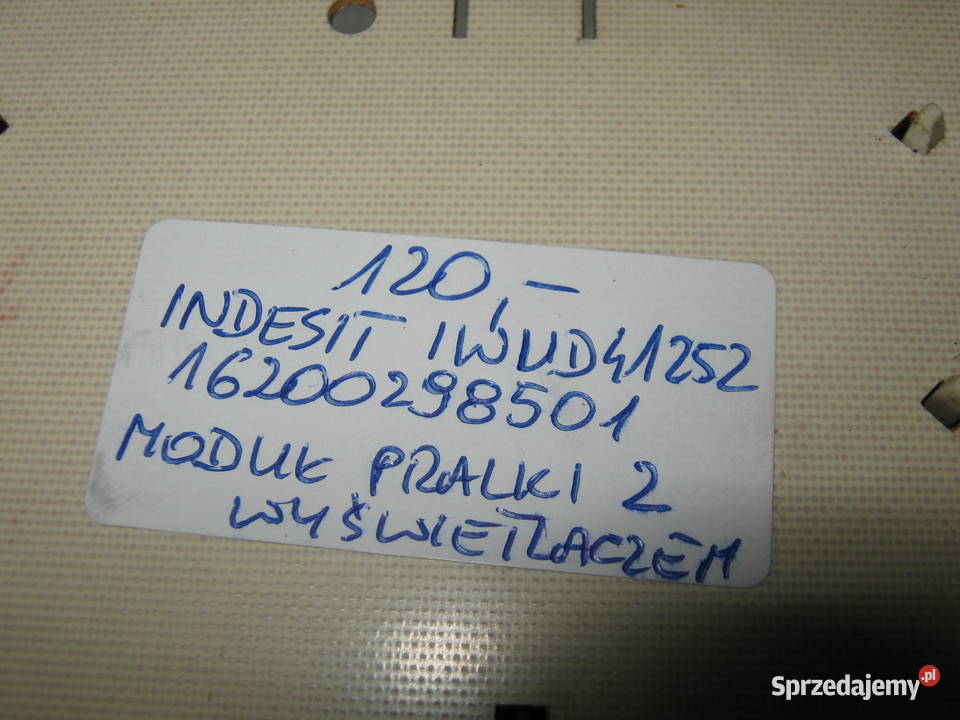 120,-
INDESIT IWUD41252
16200298501
MODUŁ PRALKI Z
WYŚWIETLACZEM
Sprzedajemy.pl